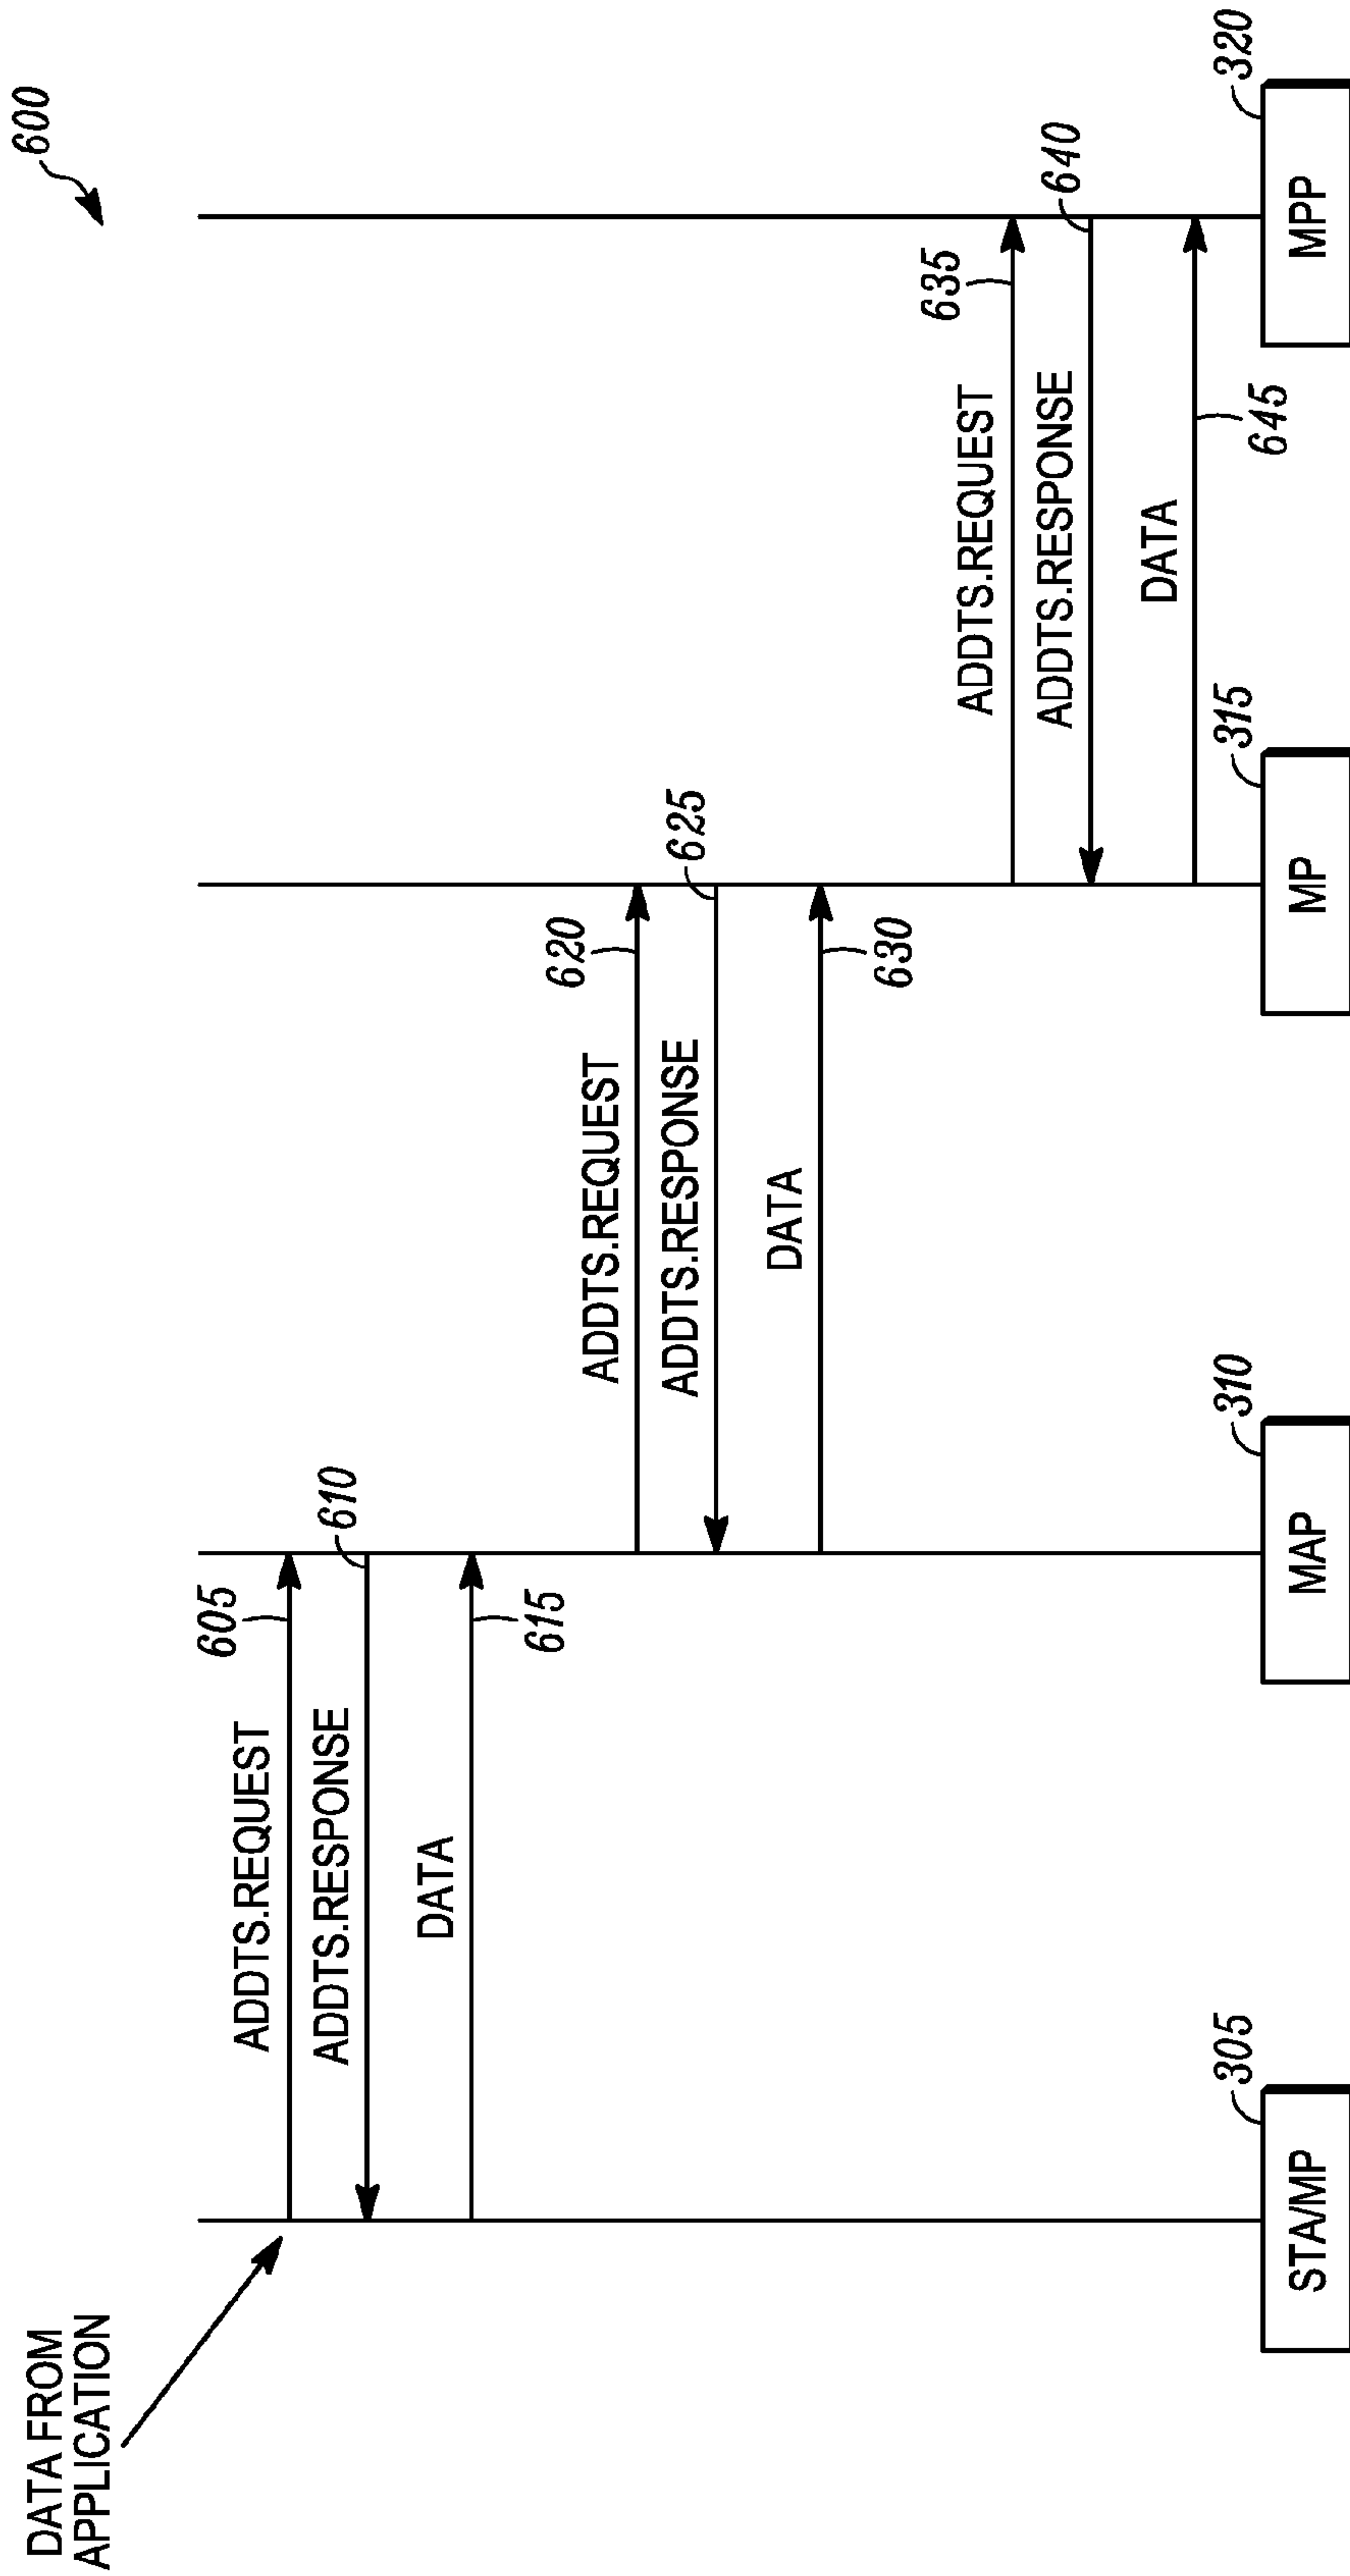 600
DATA FROM
APPLICATION
ADDTS.REQUEST
605
ADDTS.RESPONSE
610
DATA
615
ADDTS.REQUEST
620
ADDTS.RESPONSE
625
DATA
630
ADDTS.REQUEST
635
ADDTS.RESPONSE
640
DATA
645
STA/MP
305
MAP
310
MP
315
MPP
320